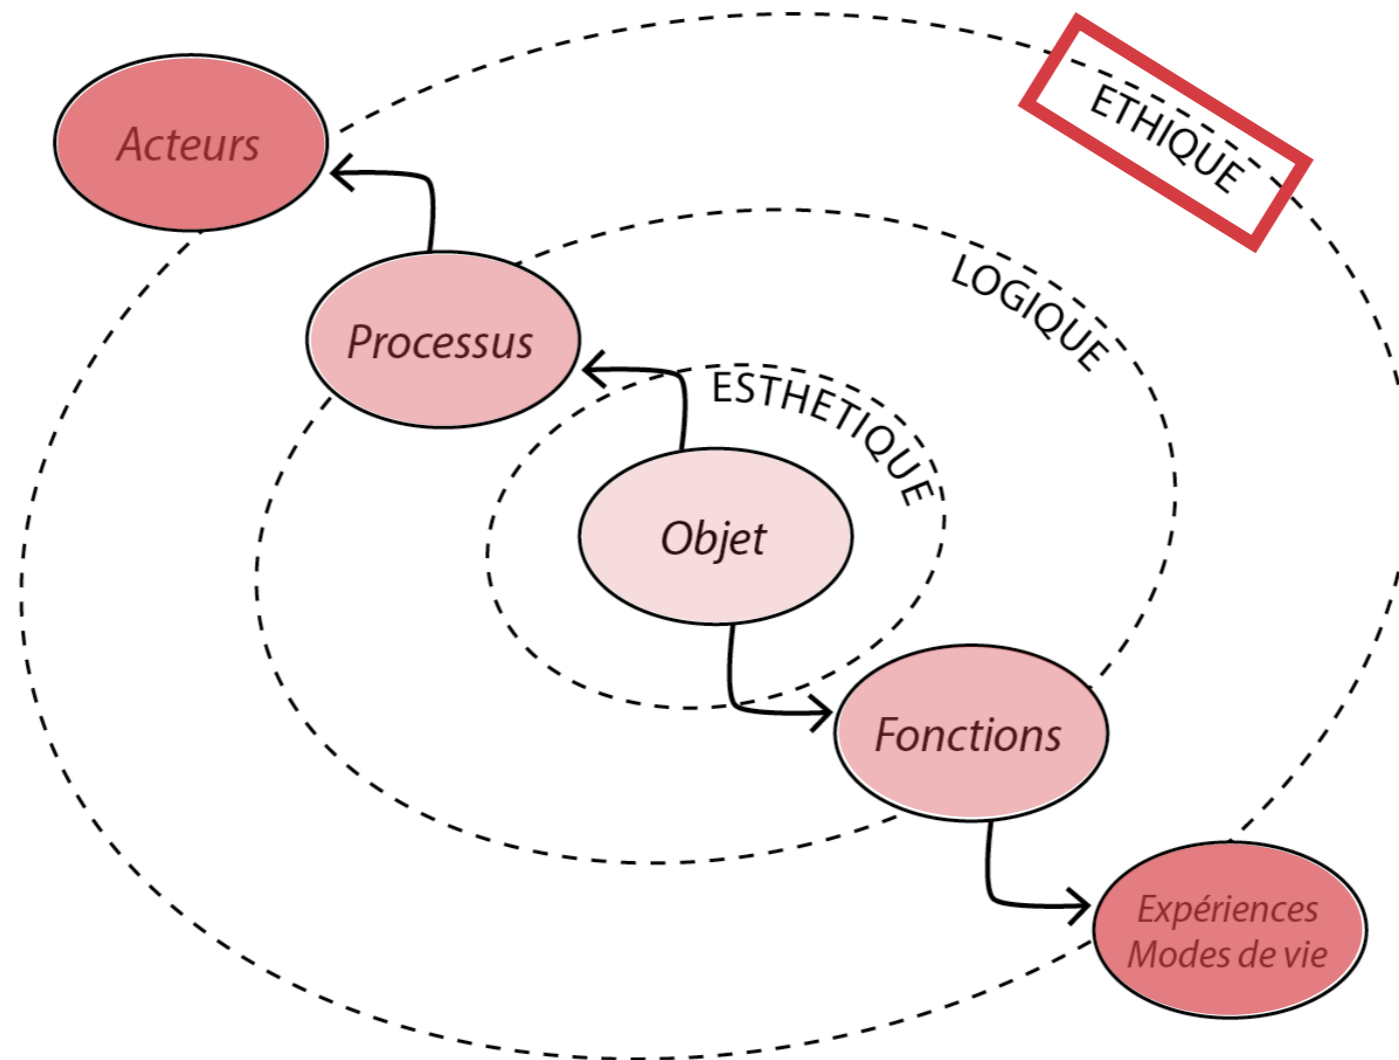 ETHIQUE
Acteurs
LOGIQUE
Processus
ESTHETIQUE
Objet
Fonctions
Expériences
Modes de vie